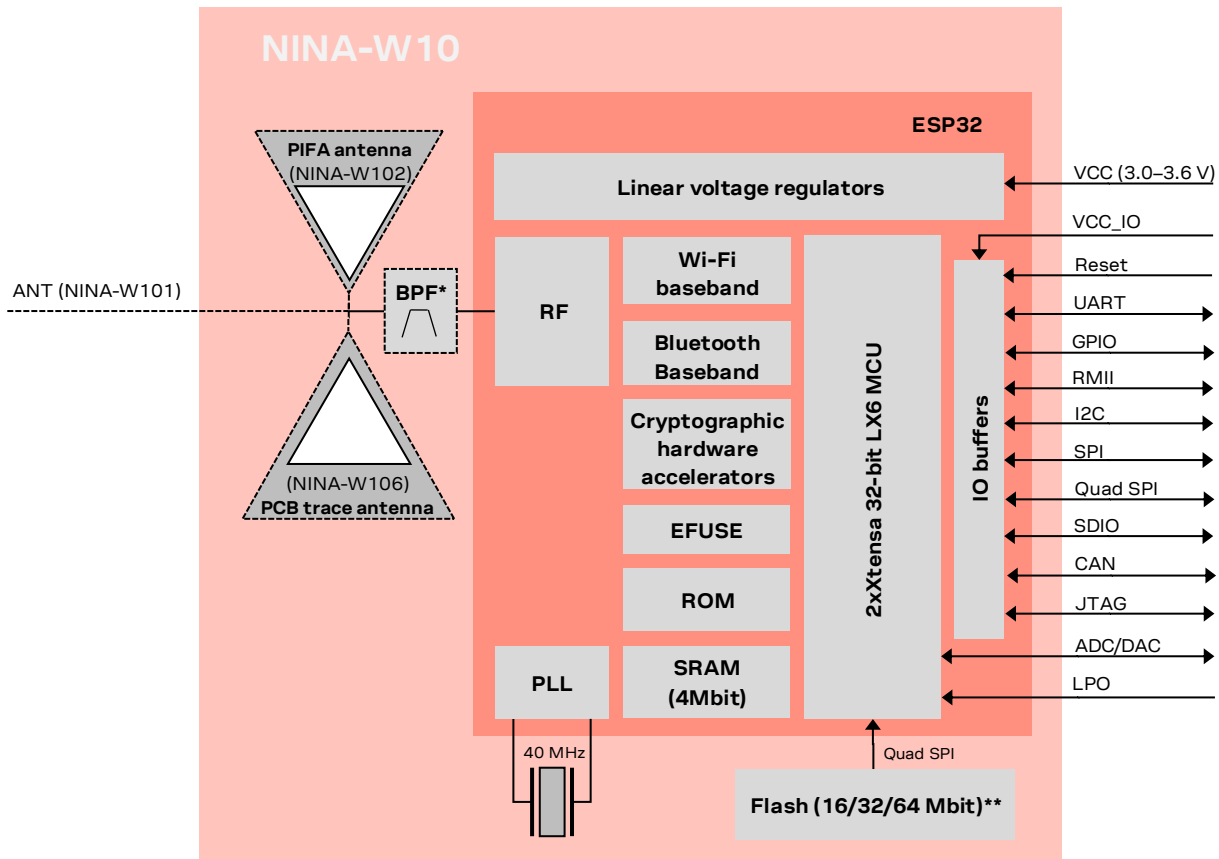 NINA-W10
ESP32
PIFA antenna
(NINA-W102)
ANT (NINA-W101)
BPF*
(NINA-W106)
PCB trace antenna
Linear voltage regulators
RF
Wi-Fi
baseband
Bluetooth
Baseband
Cryptographic
hardware
accelerators
EFUSE
ROM
PLL
SRAM
(4Mbit)
2xXtensa 32-bit LX6 MCU
IO buffers
40 MHz
Quad SPI
Flash (16/32/64 Mbit)**
VCC (3.0–3.6 V)
VCC_IO
Reset
UART
GPIO
RMII
I2C
SPI
Quad SPI
SDIO
CAN
JTAG
ADC/DAC
LPO